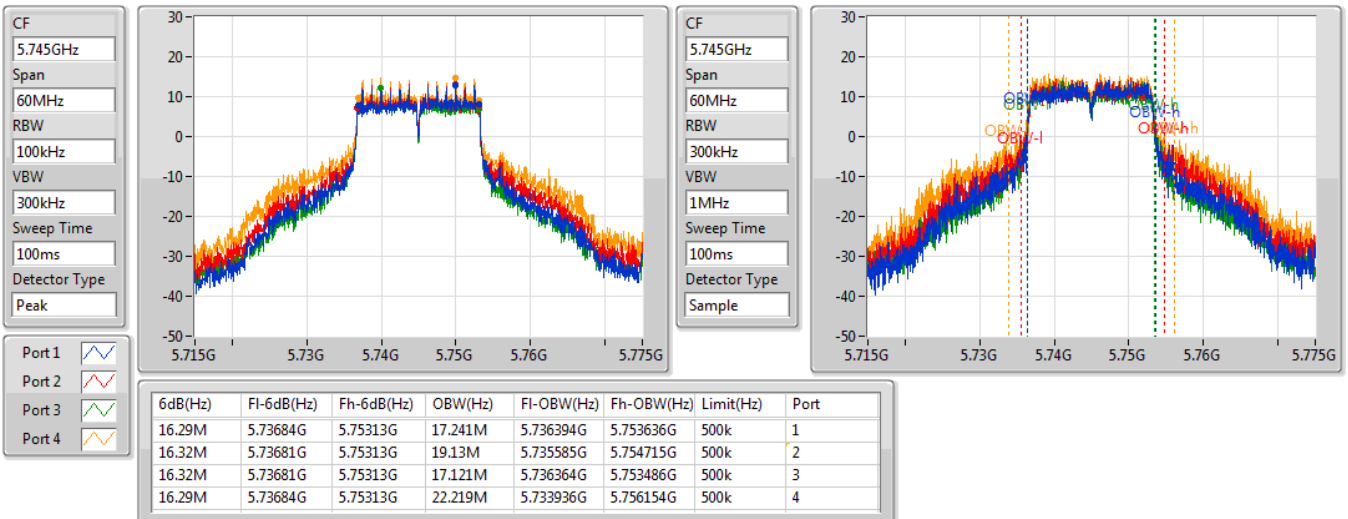 CF
5.745GHz
Span
60MHz
RBW
100kHz
VBW
300kHz
Sweep Time
100ms
Detector Type
Peak
30
20
10
0
-10
-20
-30
-40
-50
5.715G 5.73G 5.74G 5.75G 5.76G 5.775G
CF
5.745GHz
Span
60MHz
RBW
300kHz
VBW
1MHz
Sweep Time
100ms
Detector Type
Sample
30
20
10
0
-10
-20
-30
-40
-50
OBW-h
OBW-l
OBW-h
5.715G 5.73G 5.74G 5.75G 5.76G 5.775G
Port 1
Port 2
Port 3
Port 4
6dB(Hz) Fl-6dB(Hz) Fh-6dB(Hz) OBW(Hz) Fl-OBW(Hz) Fh-OBW(Hz) Limit(Hz) Port
16.29M 5.73684G 5.75313G 17.241M 5.736394G 5.753636G 500k 1
16.32M 5.73681G 5.75313G 19.13M 5.735585G 5.754715G 500k 2
16.32M 5.73681G 5.75313G 17.121M 5.736364G 5.753486G 500k 3
16.29M 5.73684G 5.75313G 22.219M 5.733936G 5.756154G 500k 4